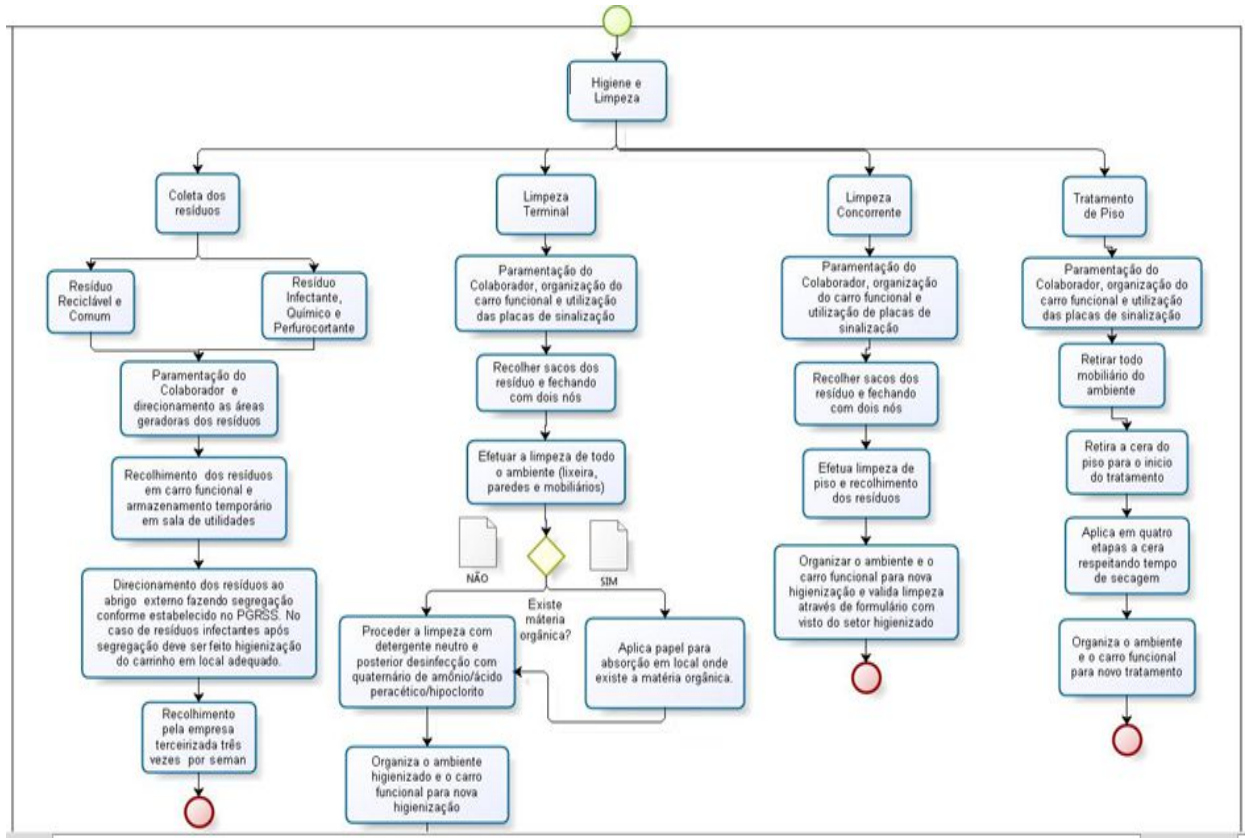 Higiene e
Limpeza
Coleta dos
resíduos
Resíduo
Reciclável e
Comum
Resíduo
Infectante,
Químico e
Perfurocortante
Paramentação do
Colaborador e
direcionamento as áreas
geradoras dos resíduos
Recolhimento dos resíduos
em carro funcional e
armazenamento temporário
em sala de utilidades
Direcionamento dos resíduos ao
abrigo externo fazendo segregação
conforme estabelecido no PGRSS. No
caso de resíduos infectantes após
segregação deve ser feito higienização
do carrinho em local adequado.
Recolhimento
pela empresa
terceirizada três
vezes por seman
Limpeza
Terminal
Paramentação do
Colaborador, organização do
carro funcional e utilização
das placas de sinalização
Recolher sacos dos
resíduo e fechando
com dois nós
Efetuar a limpeza de todo
o ambiente (lixeira,
paredes e mobiliários)
NÃO
SIM
Existe
máteria
orgânica?
Proceder a limpeza com
detergente neutro e
posterior desinfecção com
quaternário de amônio/ácido
peracético/hipoclorito
Aplica papel para
absorção em local onde
existe a matéria orgânica.
Organiza o ambiente
higienizado e o carro
funcional para nova
higienização
Limpeza
Concorrente
Paramentação do
Colaborador, organização
do carro funcional e
utilização de placas de
sinalização
Recolher sacos dos
resíduo e fechando
com dois nós
Efetua limpeza de
piso e recolhimento
dos resíduos
Organizar o ambiente e o
carro funcional para nova
higienização e valida limpeza
através de formulário com
visto do setor higienizado
Tratamento
de Piso
Paramentação do
Colaborador, organização do
carro funcional e utilização
das placas de sinalização
Retirar todo
mobiliário do
ambiente
Retira a cera do
piso para o inicio
do tratamento
Aplica em quatro
etapas a cera
respeitando tempo
de secagem
Organiza o ambiente
e o carro funcional
para novo tratamento